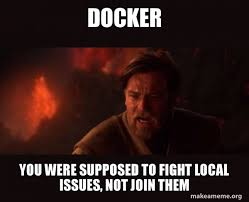 DOCKER
YOU WERE SUPPOSED TO FIGHT LOCAL
ISSUES, NOT JOIN THEM
makeameme.org